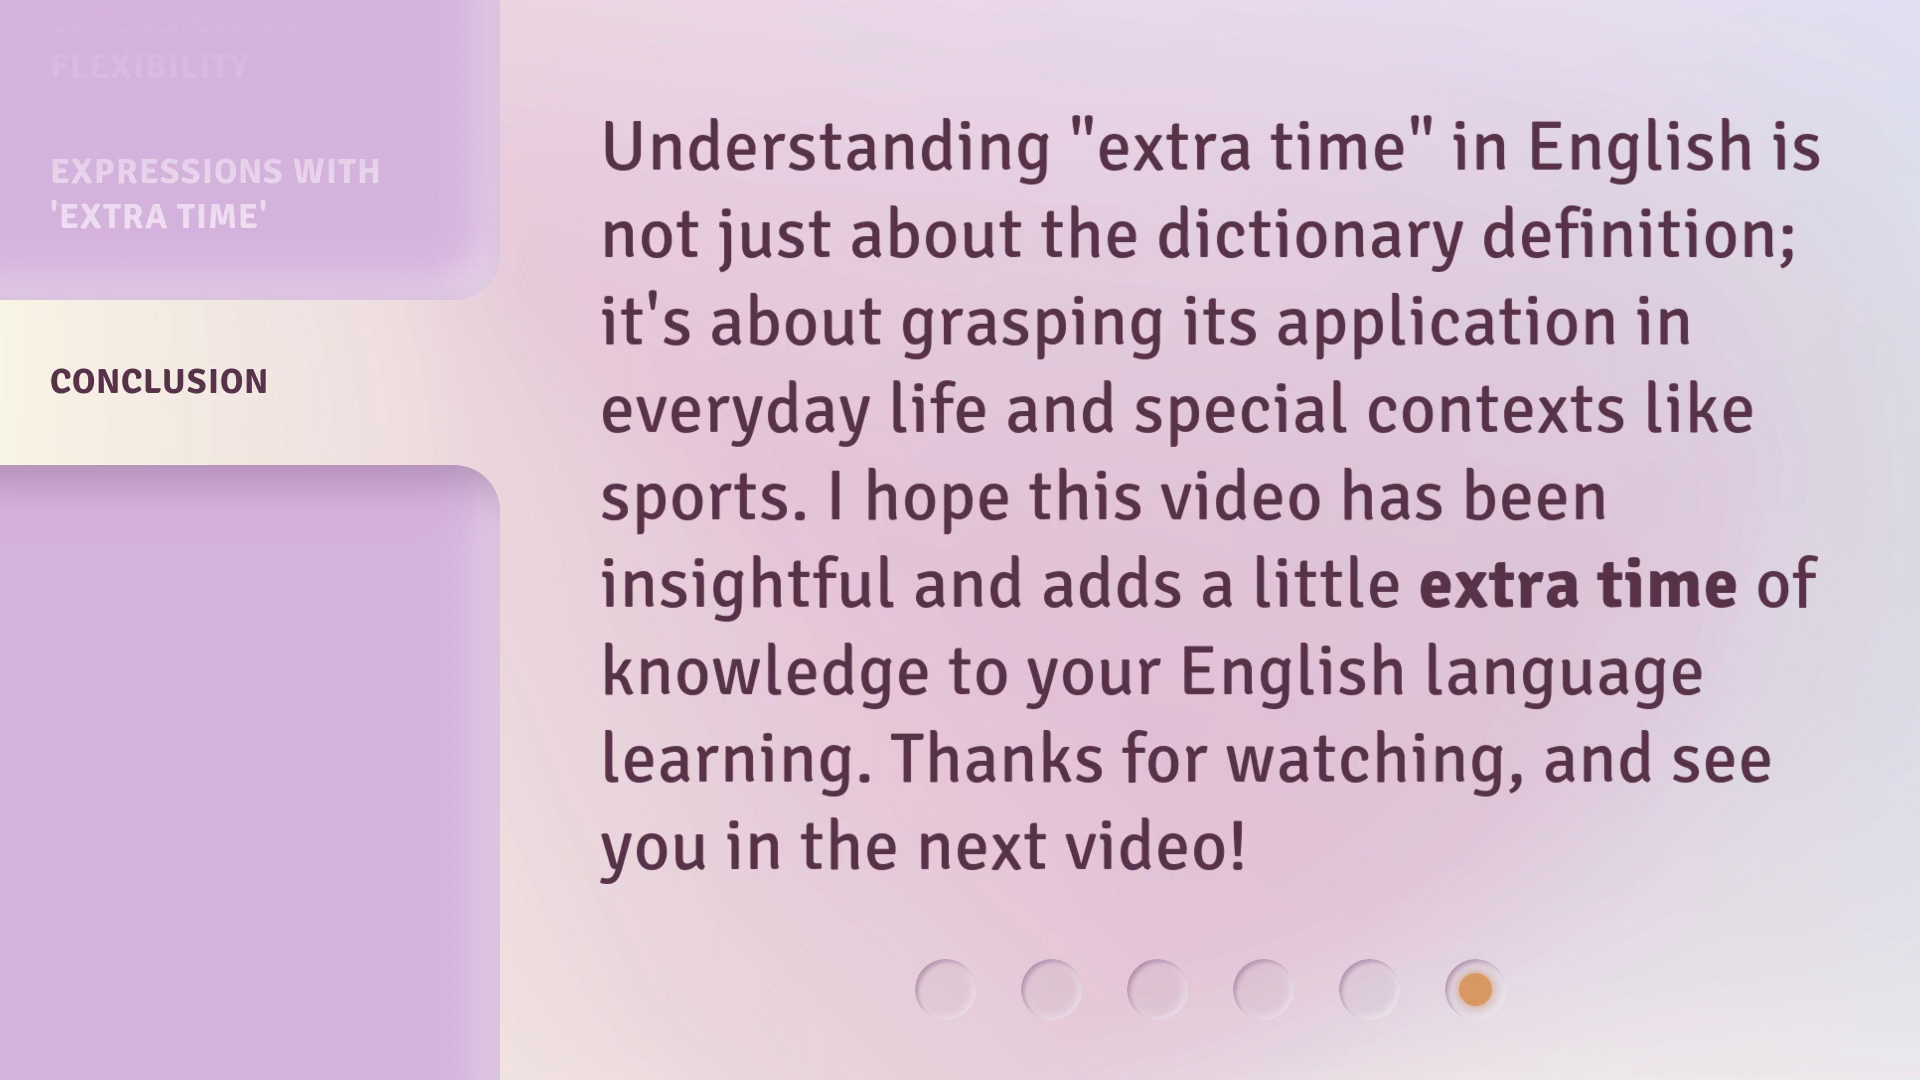 EXTENSION AND
FLEXIBILITY
EXPRESSIONS WITH
'EXTRA TIME'
CONCLUSION
Understanding "extra time" in English is
not just about the dictionary definition;
it's about grasping its application in
everyday life and special contexts like
sports. I hope this video has been
insightful and adds a little extra time of
knowledge to your English language
learning. Thanks for watching, and see
you in the next video!